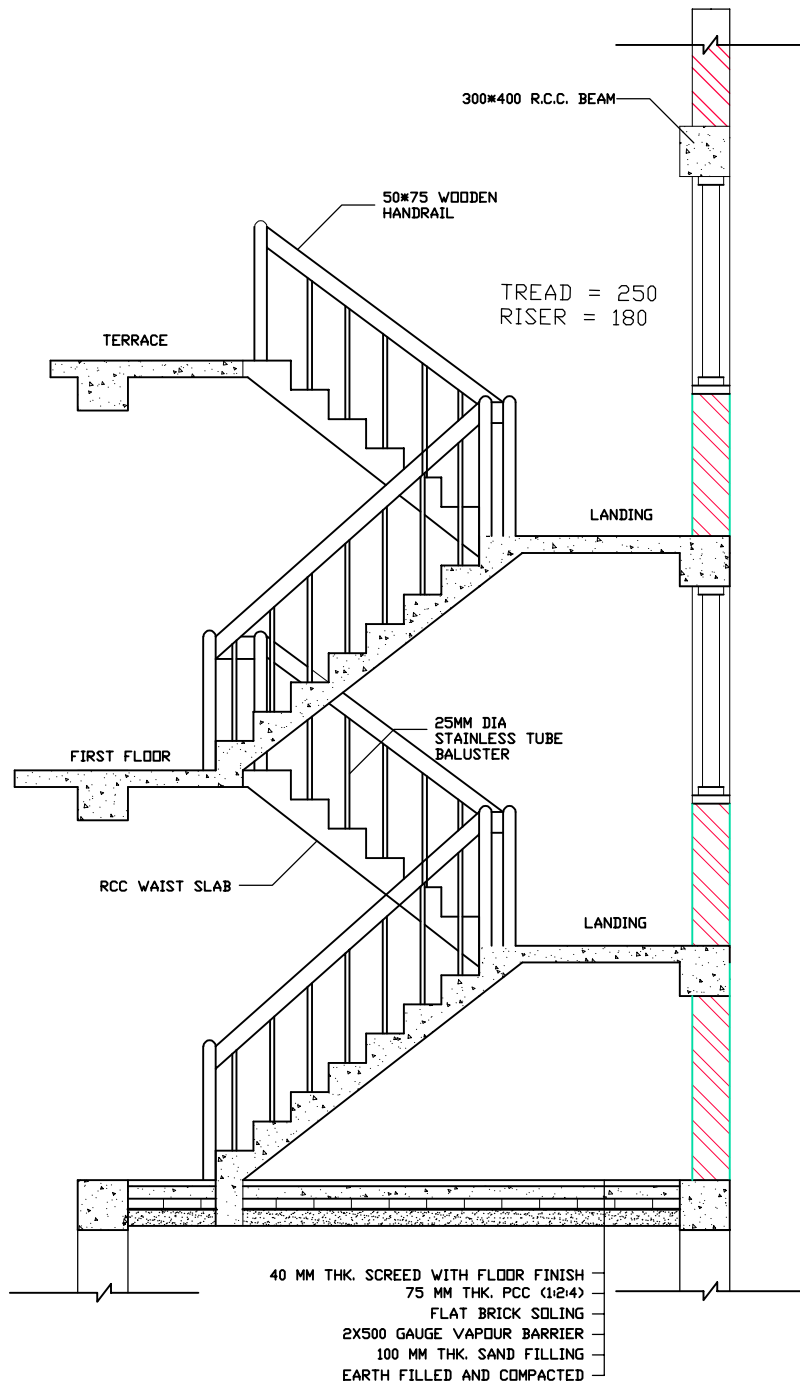 300*400 R.C.C. BEAM
50*75 WOODEN
HANDRAIL
TREAD = 250
RISER = 180
TERRACE
LANDING
25MM DIA
STAINLESS TUBE
BALUSTER
FIRST FLOOR
RCC WAIST SLAB
LANDING
40 MM THK. SCREED WITH FLOOR FINISH
75 MM THK. PCC (1:2:4)
FLAT BRICK SOLING
2X500 GAUGE VAPOUR BARRIER
100 MM THK. SAND FILLING
EARTH FILLED AND COMPACTED